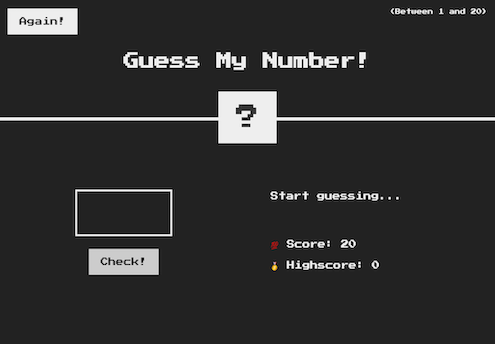 Again!
(Between 1 and 20)
Guess My Number!
?
Start guessing...
Check!
Score: 20
Highscore: 0